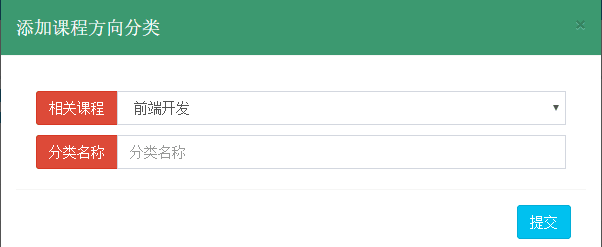 添加课程方向分类
×
相关课程 前端开发
分类名称 分类名称
提交